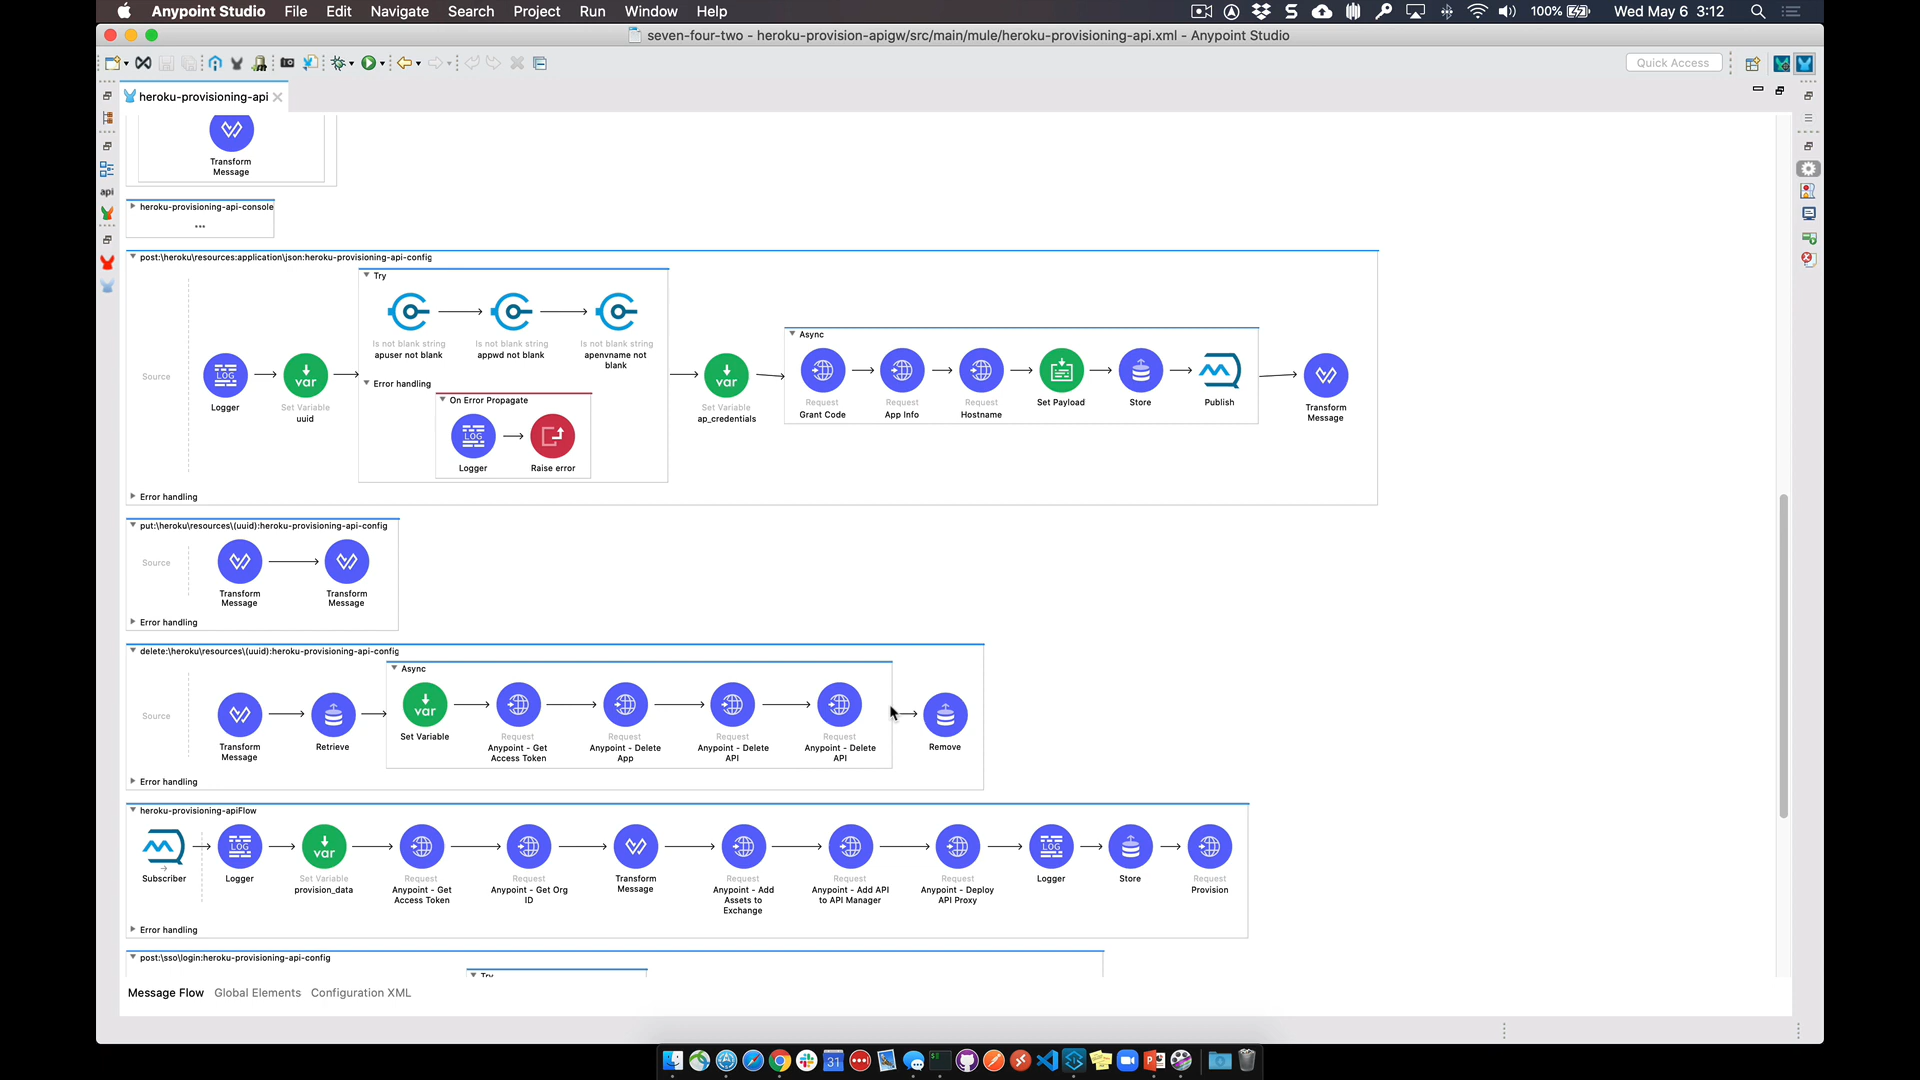 Anypoint Studio File Edit Navigate Search Project Run Window Help 100% Wed May 6 3:12
seven-four-two - heroku-provision-apigw/src/main/mule/heroku-provisioning-api.xml - Anypoint Studio
Quick Access
heroku-provisioning-api
api
Transform
Message
heroku-provisioning-api-console
...
post:\heroku\resources:application\json:heroku-provisioning-api-config
Try
Is not blank string
apuser not blank
Is not blank string
appwd not blank
Is not blank string
apenvname not
blank
Source
LOG
Logger
var
Set Variable
uuid
Error handling
On Error Propagate
LOG
Logger
Raise error
var
Set Variable
ap_credentials
Async
Request
Grant Code
Request
App Info
Request
Hostname
Set Payload
Store
Publish
Transform
Message
Error handling
put:\heroku\resources\(uuid):heroku-provisioning-api-config
Source
Transform
Message
Transform
Message
Error handling
delete:\heroku\resources\(uuid):heroku-provisioning-api-config
Source
Transform
Message
Retrieve
Async
var
Set Variable
Request
Anypoint - Get
Access Token
Request
Anypoint - Delete
App
Request
Anypoint - Delete
API
Request
Anypoint - Delete
API
Remove
Error handling
heroku-provisioning-apiFlow
Subscriber
LOG
Logger
var
Set Variable
provision_data
Request
Anypoint - Get
Access Token
Request
Anypoint - Get Org
ID
Transform
Message
Request
Anypoint - Add
Assets to
Exchange
Request
Anypoint - Add API
to API Manager
Request
Anypoint - Deploy
API Proxy
LOG
Logger
Store
Request
Provision
Error handling
post:\sso\login:heroku-provisioning-api-config
Try
Message Flow Global Elements Configuration XML
31